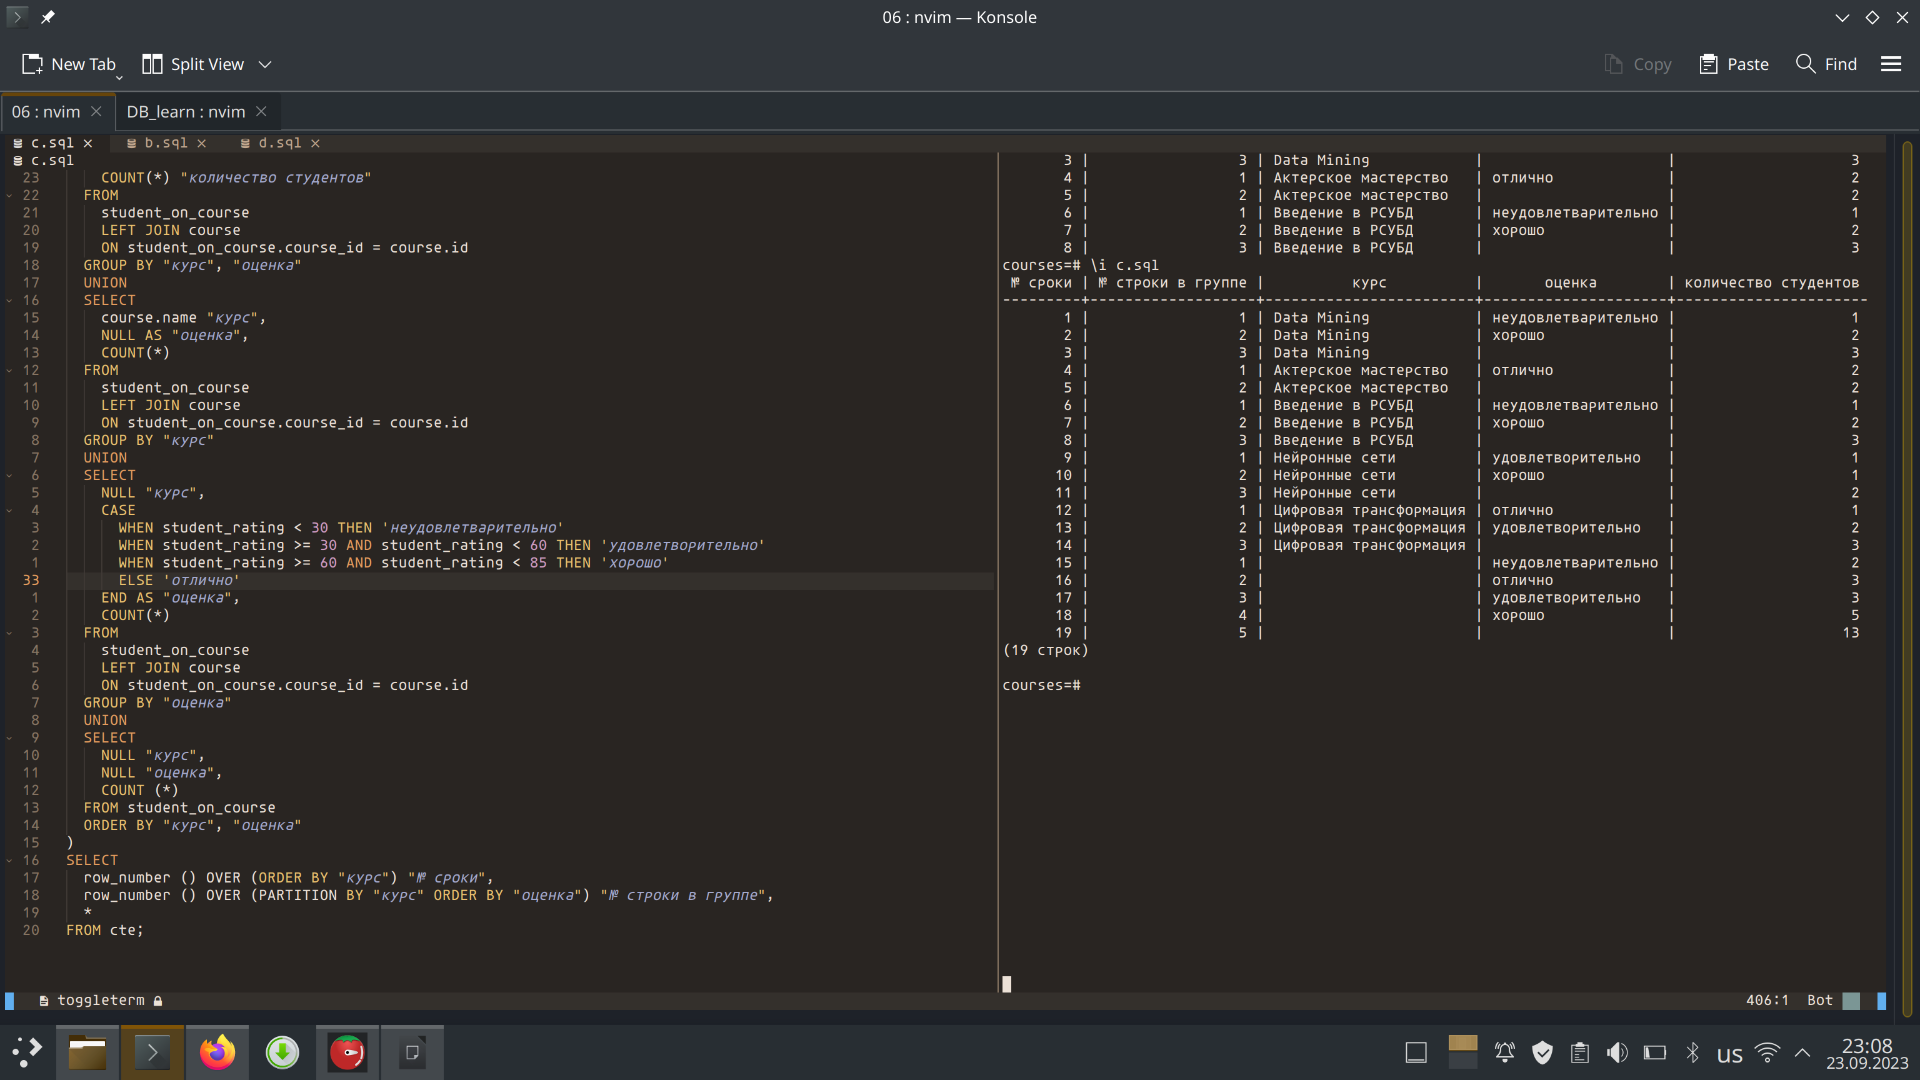 06 : nvim — Konsole
New Tab
Split View
Copy
Paste
Find
06 : nvim
DB_learn : nvim
c.sql × b.sql × d.sql ×
c.sql
23 COUNT(*) "количество студентов"
22 FROM
21 student_on_course
20 LEFT JOIN course
19 ON student_on_course.course_id = course.id
18 GROUP BY "курс", "оценка"
17 UNION
16 SELECT
15 course.name "курс",
14 NULL AS "оценка",
13 COUNT(*)
12 FROM
11 student_on_course
10 LEFT JOIN course
9 ON student_on_course.course_id = course.id
8 GROUP BY "курс"
7 UNION
6 SELECT
5 NULL "курс",
4 CASE
3 WHEN student_rating < 30 THEN 'неудовлетварительно'
2 WHEN student_rating >= 30 AND student_rating < 60 THEN 'удовлетворительно'
1 WHEN student_rating >= 60 AND student_rating < 85 THEN 'хорошо'
33 ELSE 'отлично'
1 END AS "оценка",
2 COUNT(*)
3 FROM
4 student_on_course
5 LEFT JOIN course
6 ON student_on_course.course_id = course.id
7 GROUP BY "оценка"
8 UNION
9 SELECT
10 NULL "курс",
11 NULL "оценка",
12 COUNT (*)
13 FROM student_on_course
14 ORDER BY "курс", "оценка"
15 )
16 SELECT
17 row_number () OVER (ORDER BY "курс") "№ сроки",
18 row_number () OVER (PARTITION BY "курс" ORDER BY "оценка") "№ строки в группе",
19 *
20 FROM cte;
3 | 3 | Data Mining | | 3
4 | 1 | Актерское мастерство | отлично | 2
5 | 2 | Актерское мастерство | | 2
6 | 1 | Введение в РСУБД | неудовлетварительно | 1
7 | 2 | Введение в РСУБД | хорошо | 2
8 | 3 | Введение в РСУБД | | 3
courses=# \i c.sql
№ сроки | № строки в группе | курс | оценка | количество студентов
---------+-------------------+------------------------+---------------------+----------------------
1 | 1 | Data Mining | неудовлетварительно | 1
2 | 2 | Data Mining | хорошо | 2
3 | 3 | Data Mining | | 3
4 | 1 | Актерское мастерство | отлично | 2
5 | 2 | Актерское мастерство | | 2
6 | 1 | Введение в РСУБД | неудовлетварительно | 1
7 | 2 | Введение в РСУБД | хорошо | 2
8 | 3 | Введение в РСУБД | | 3
9 | 1 | Нейронные сети | удовлетворительно | 1
10 | 2 | Нейронные сети | хорошо | 1
11 | 3 | Нейронные сети | | 2
12 | 1 | Цифровая трансформация | отлично | 1
13 | 2 | Цифровая трансформация | удовлетворительно | 2
14 | 3 | Цифровая трансформация | | 3
15 | 1 | | неудовлетварительно | 2
16 | 2 | | отлично | 3
17 | 3 | | удовлетворительно | 3
18 | 4 | | хорошо | 5
19 | 5 | | | 13
(19 строк)
courses=#
toggleterm
406:1 Bot
us
23:08
23.09.2023